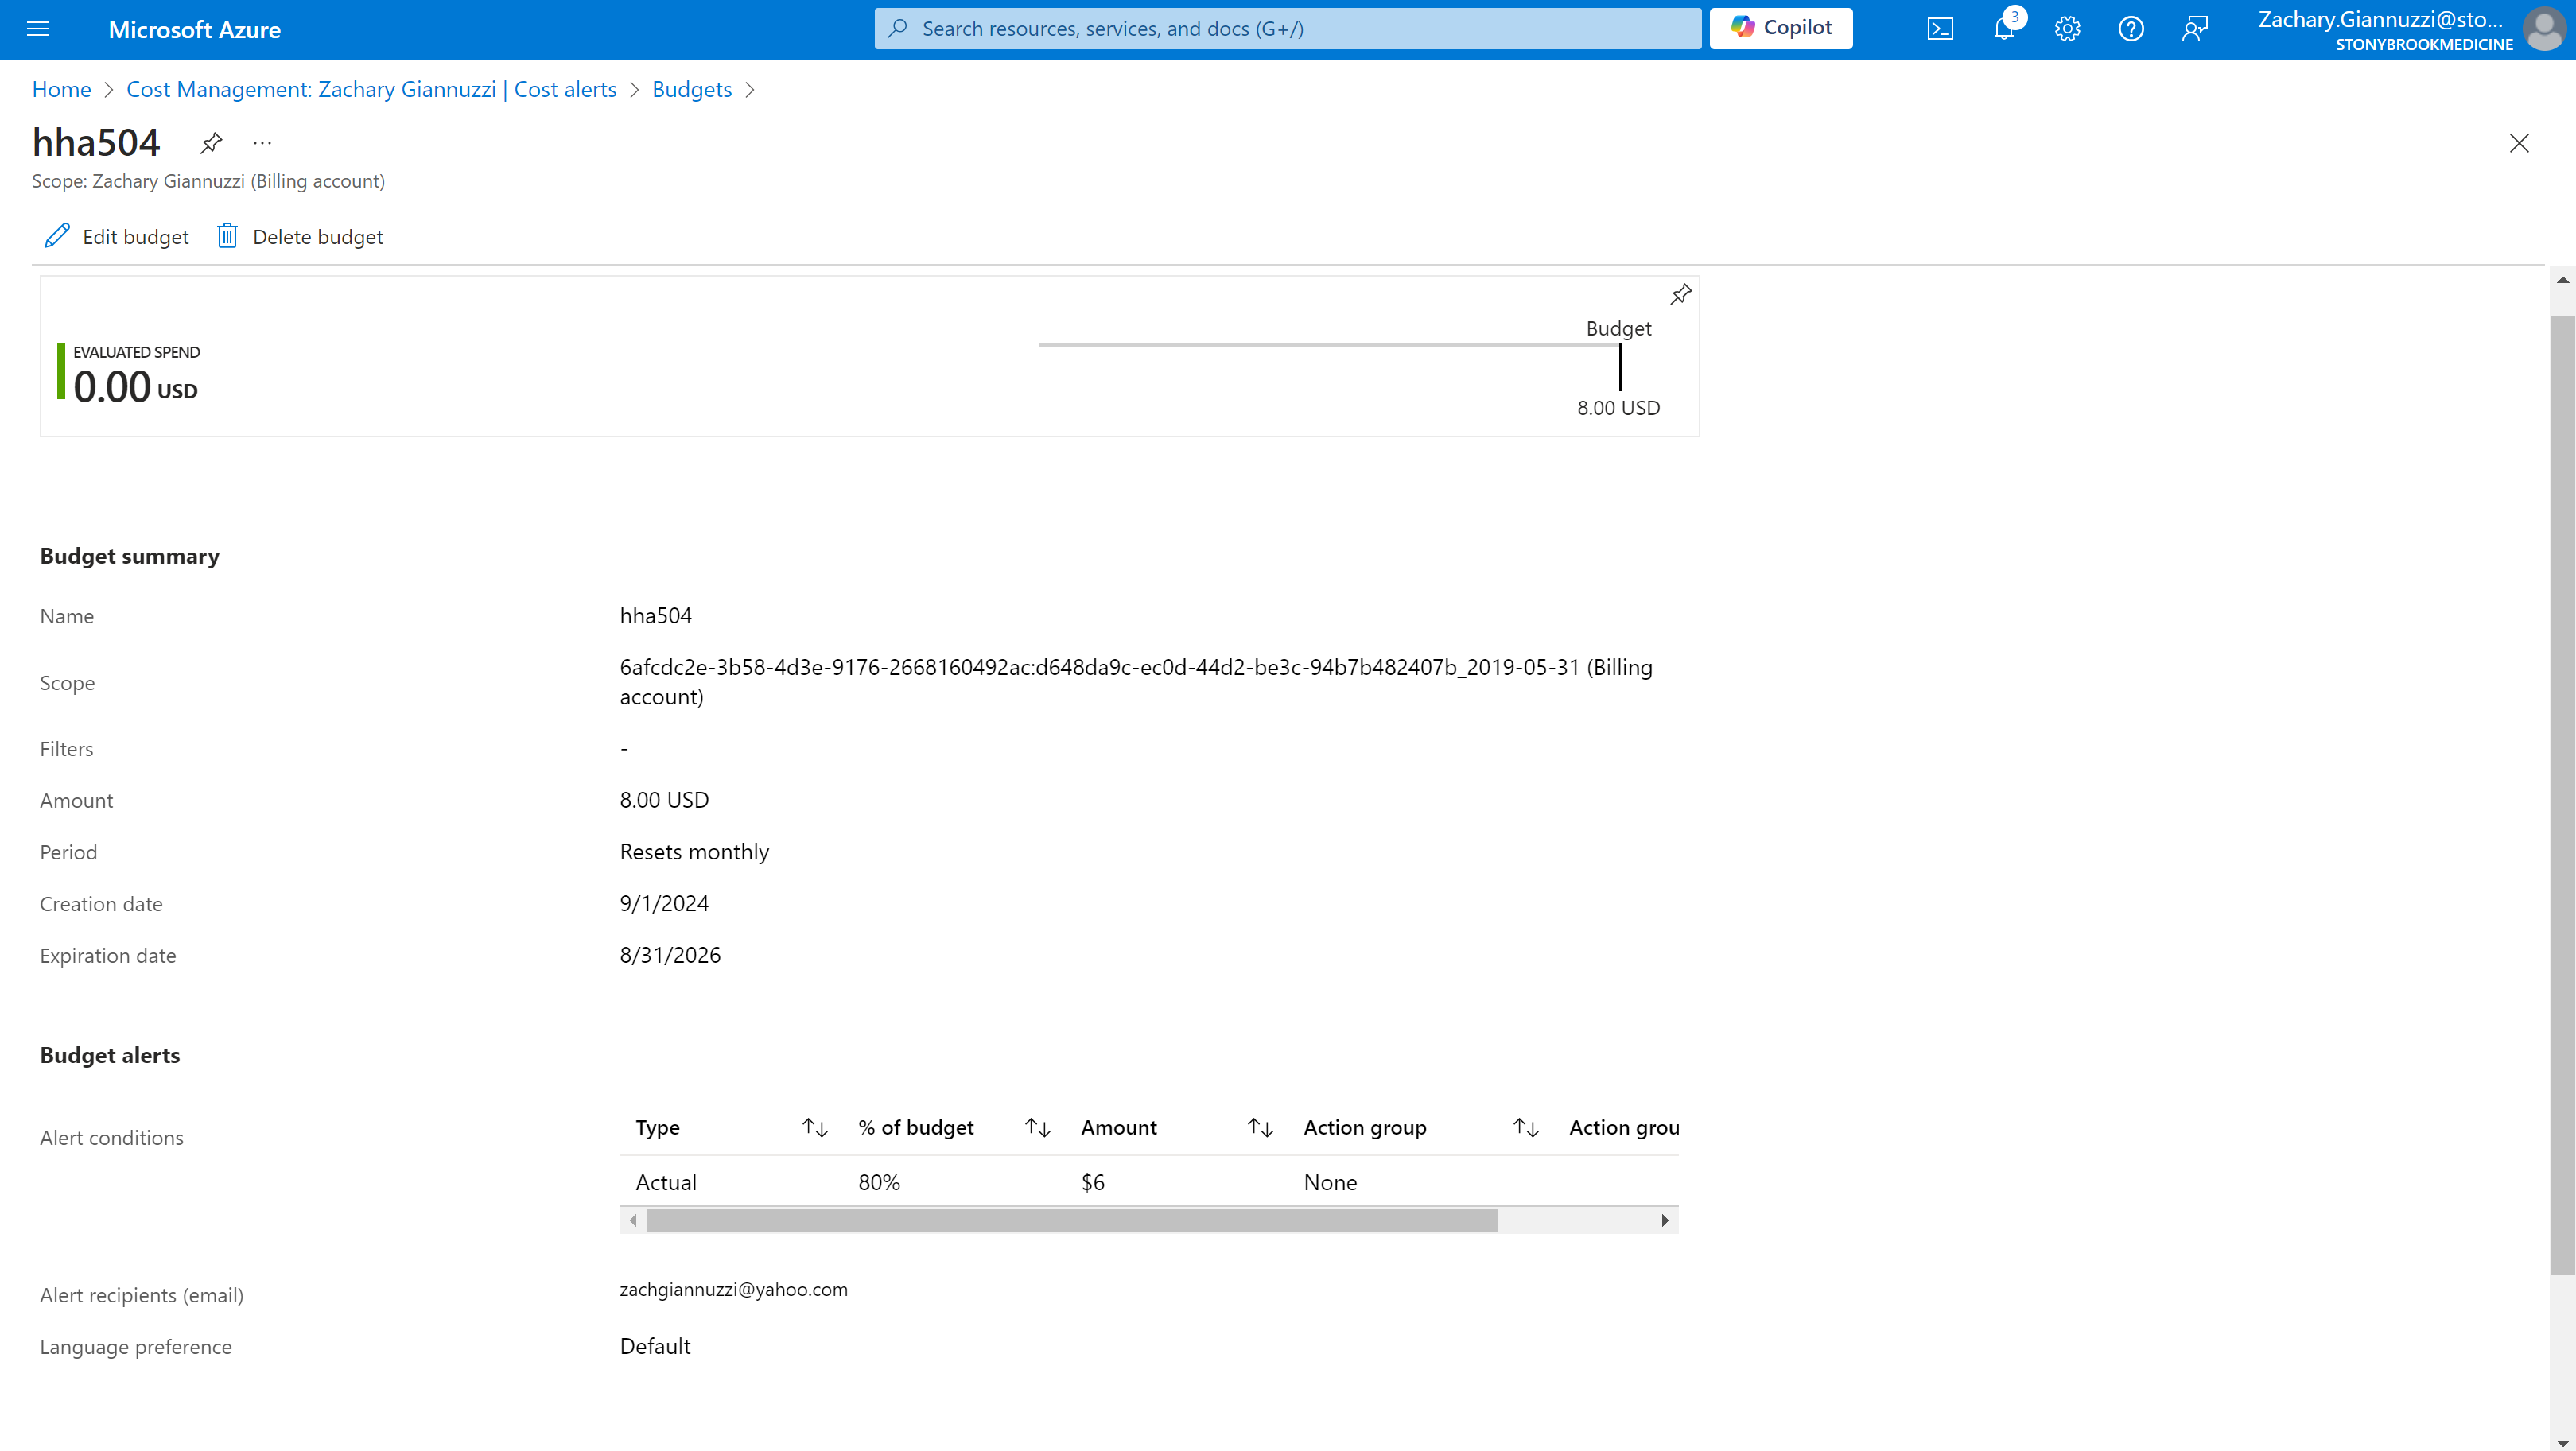 Microsoft Azure
Search resources, services, and docs (G+/)
Copilot
3
Zachary.Giannuzzi@sto...
STONYBROOKMEDICINE
Home > Cost Management: Zachary Giannuzzi | Cost alerts > Budgets >
hha504
Scope: Zachary Giannuzzi (Billing account)
Edit budget
Delete budget
Budget
EVALUATED SPEND
0.00 USD
8.00 USD
Budget summary
Name
hha504
Scope
6afcdc2e-3b58-4d3e-9176-2668160492ac:d648da9c-ec0d-44d2-be3c-94b7b482407b_2019-05-31 (Billing
account)
Filters
-
Amount
8.00 USD
Period
Resets monthly
Creation date
9/1/2024
Expiration date
8/31/2026
Budget alerts
Alert conditions
Type % of budget Amount Action group Action grou
Actual 80% $6 None
Alert recipients (email)
zachgiannuzzi@yahoo.com
Language preference
Default